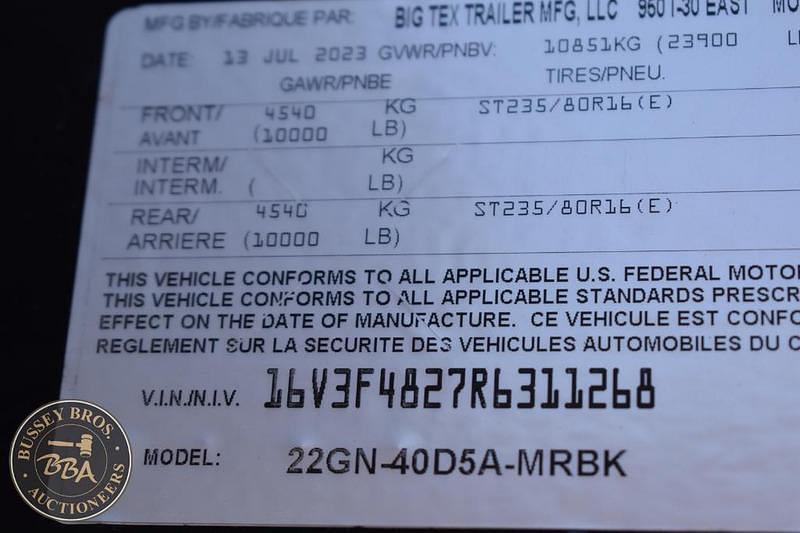 MFG BY/FABRIQUE PAR: BIG TEX TRAILER MFG, LLC 950 I-30 EAST MO
DATE: 13 JUL 2023 GVWR/PNBV: 10851KG (23900 L
GAWR/PNBE TIRES/PNEU.
FRONT/ 4540 KG ST235/80R16(E)
AVANT (10000 LB)
INTERM/ KG
INTERM. ( LB)
REAR/ 4540 KG ST235/80R16(E)
ARRIERE (10000 LB)
THIS VEHICLE CONFORMS TO ALL APPLICABLE U.S. FEDERAL MOTO
THIS VEHICLE CONFORMS TO ALL APPLICABLE STANDARDS PRESCR
EFFECT ON THE DATE OF MANUFACTURE. CE VEHICULE EST CONFO
REGLEMENT SUR LA SECURITE DES VEHICULES AUTOMOBILES DU C
V.I.N./N.I.V. 16V3F4827R6311268
MODEL: 22GN-40D5A-MRBK
BUSSEY BROS.
BBA
AUCTIONEERS